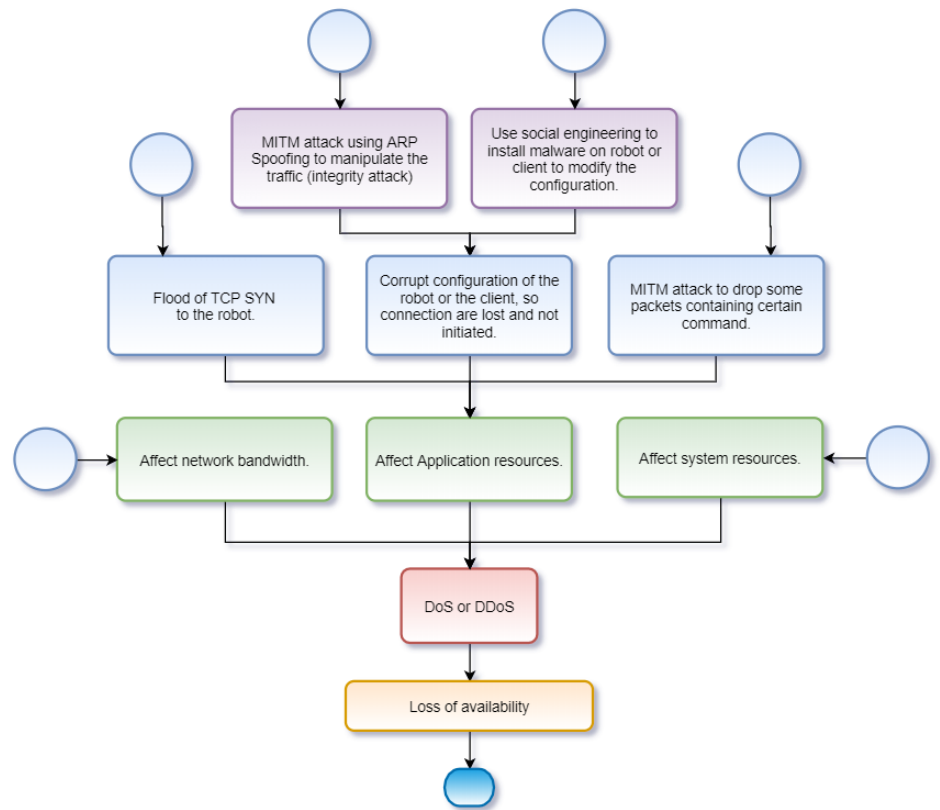 MITM attack using ARP
Spoofing to manipulate the
traffic (integrity attack)
Use social engineering to
install malware on robot or
client to modify the
configuration.
Flood of TCP SYN
to the robot.
Corrupt configuration of the
robot or the client, so
connection are lost and not
initiated.
MITM attack to drop some
packets containing certain
command.
Affect network bandwidth.
Affect Application resources.
Affect system resources.
DoS or DDoS
Loss of availability